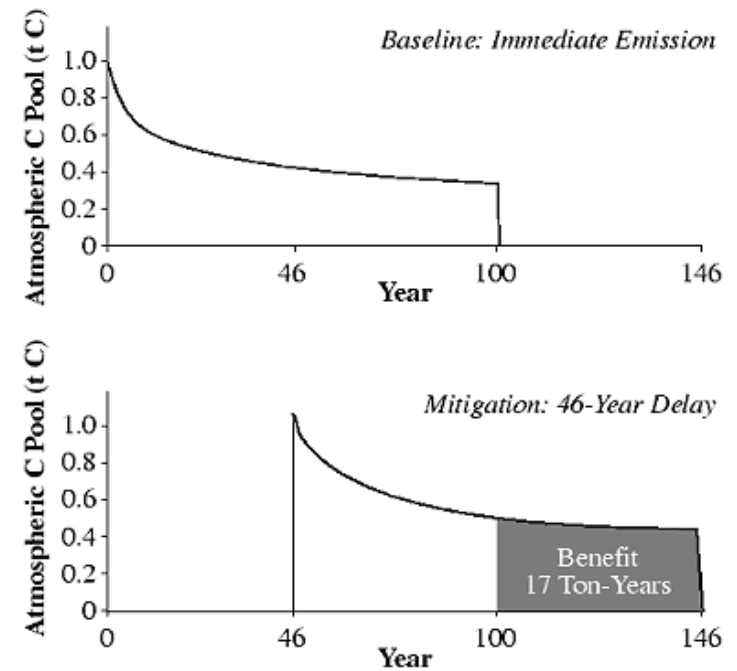 Baseline: Immediate Emission
Atmospheric C Pool (t C)
1.0
0.8
0.6
0.4
0.2
0
0 46 100 146
Year
Mitigation: 46-Year Delay
Atmospheric C Pool (t C)
1.0
0.8
0.6
0.4
0.2
0
Benefit
17 Ton-Years
0 46 100 146
Year